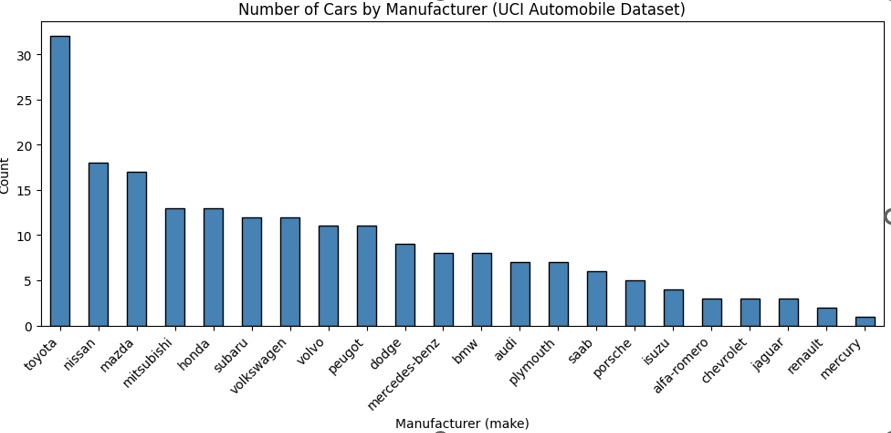 Number of Cars by Manufacturer (UCI Automobile Dataset)
Count
30
25
20
15
10
5
0
toyota
nissan
mazda
mitsubishi
honda
subaru
volkswagen
volvo
peugot
dodge
mercedes-benz
bmw
audi
plymouth
saab
porsche
isuzu
alfa-romero
chevrolet
jaguar
renault
mercury
Manufacturer (make)